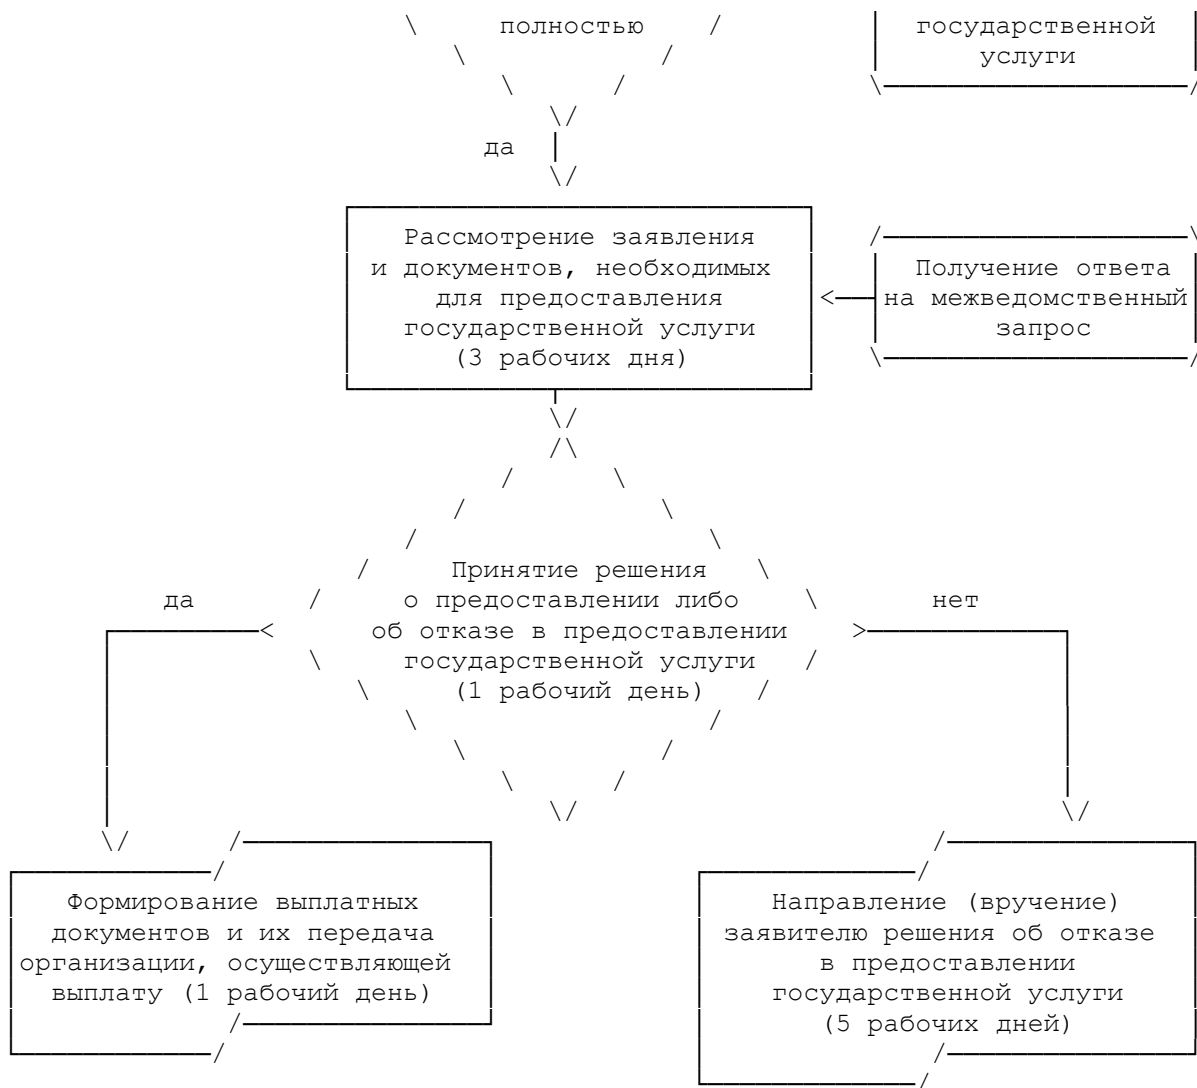 полностью
государственной
услуги
да
Рассмотрение заявления
и документов, необходимых
для предоставления
государственной услуги
(3 рабочих дня)
Получение ответа
на межведомственный
запрос
Принятие решения
о предоставлении либо
об отказе в предоставлении
государственной услуги
(1 рабочий день)
да
нет
Формирование выплатных
документов и их передача
организации, осуществляющей
выплату (1 рабочий день)
Направление (вручение)
заявителю решения об отказе
в предоставлении
государственной услуги
(5 рабочих дней)